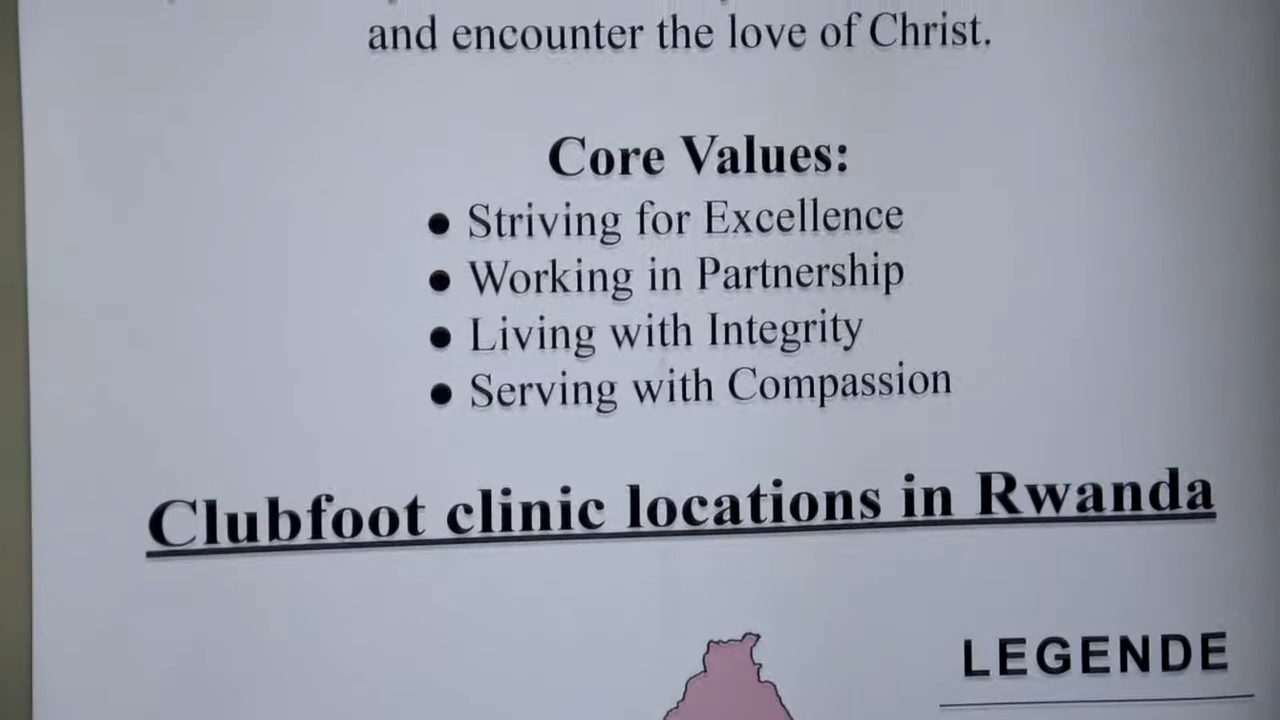 and encounter the love of Christ.
Core Values:
● Striving for Excellence
● Working in Partnership
● Living with Integrity
● Serving with Compassion
Clubfoot clinic locations in Rwanda
LEGENDE